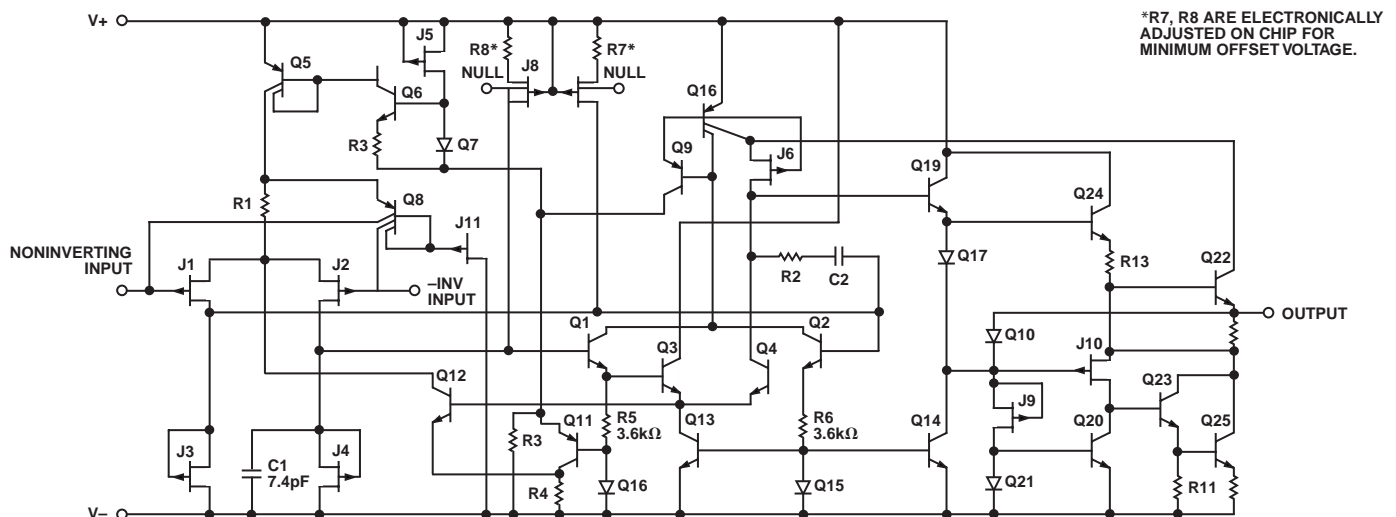 V+
*R7, R8 ARE ELECTRONICALLY
ADJUSTED ON CHIP FOR
MINIMUM OFFSET VOLTAGE.
J5
R8*
R7*
Q5
J8
NULL
NULL
Q16
Q6
R3
Q7
Q9
J6
Q19
Q24
R1
Q8
J11
NONINVERTING
INPUT
J1
J2
–INV
INPUT
R2
C2
Q17
R13
Q22
OUTPUT
Q1
Q3
Q4
Q2
Q10
J10
Q12
Q23
J9
R5
3.6kΩ
Q13
R6
3.6kΩ
Q14
Q20
Q25
J3
C1
7.4pF
J4
R3
Q11
R4
Q16
Q15
Q21
R11
V–